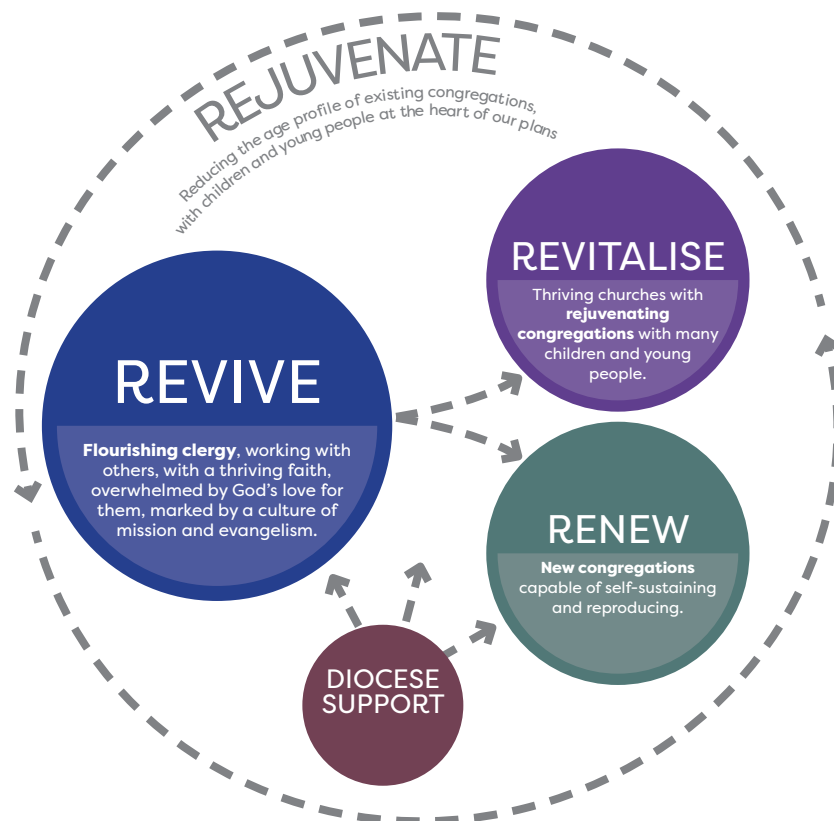 REJUVENATE
Reducing the age profile of existing congregations,
with children and young people at the heart of our plans
REVITALISE
Thriving churches with
rejuvenating
congregations with many
children and young
people.
REVIVE
Flourishing clergy, working with
others, with a thriving faith,
overwhelmed by God’s love for
them, marked by a culture of
mission and evangelism.
RENEW
New congregations
capable of self-sustaining
and reproducing.
DIOCESE
SUPPORT